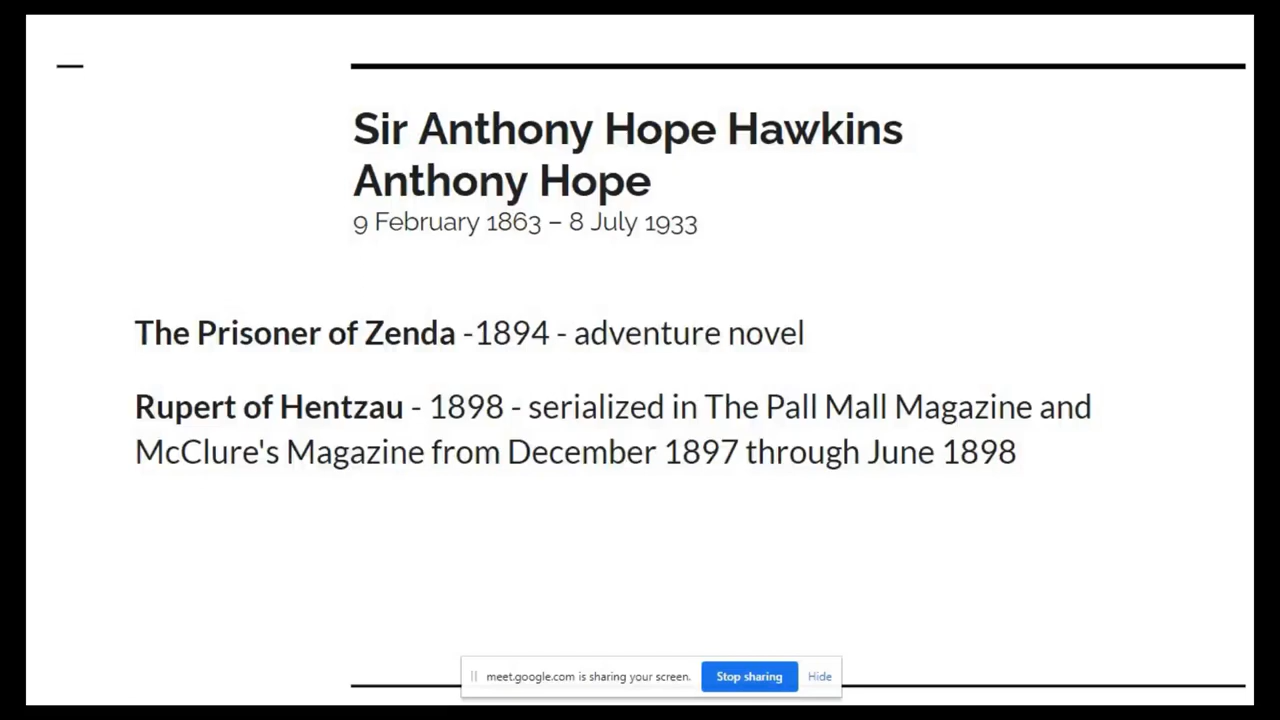 Sir Anthony Hope Hawkins
Anthony Hope
9 February 1863 – 8 July 1933
The Prisoner of Zenda -1894 - adventure novel
Rupert of Hentzau - 1898 - serialized in The Pall Mall Magazine and
McClure's Magazine from December 1897 through June 1898
meet.google.com is sharing your screen. Stop sharing Hide